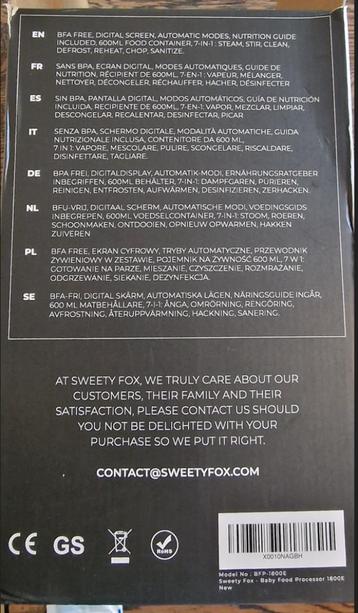 EN BFA FREE, DIGITAL SCREEN, AUTOMATIC MODES, NUTRITION GUIDE
INCLUDED, 600ML FOOD CONTAINER, 7-IN-1 : STEAM, STIR, CLEAN,
DEFROST, REHEAT, CHOP, SANITIZE.
FR SANS BPA, ECRAN DIGITAL, MODES AUTOMATIQUES, GUIDE DE
NUTRITION, RÉCIPIENT DE 600ML, 7-EN-1 : VAPEUR, MÉLANGER,
NETTOYER, DÉCONGELER, RÉCHAUFFER, HACHER, DÉSINFECTER
ES SIN BPA, PANTALLA DIGITAL, MODOS AUTOMÁTICOS, GUÍA DE NUTRICIÓN
INCLUIDA, RECIPIENTE DE 600ML, 7-EN-1: VAPOR, MEZCLAR, LIMPIAR,
DESCONGELAR, RECALENTAR, DESINFECTAR, PICAR
IT SENZA BPA, SCHERMO DIGITALE, MODALITÀ AUTOMATICHE, GUIDA
NUTRIZIONALE INCLUSA, CONTENITORE DA 600 ML,
7 IN 1: VAPORE, MESCOLARE, PULIRE, SCONGELARE, RISCALDARE,
DISINFETTARE, TAGLIARE.
DE BPA FREI, DIGITALDISPLAY, AUTOMATIK-MODI, ERNÄHRUNGSRATGEBER
INBEGRIFFEN, 600ML BEHÄLTER, 7-IN-1: DAMPFGAREN, PÜRIEREN,
REINIGEN, ENTFROSTEN, AUFWÄRMEN, DESINFIZIEREN, ZERHACKEN.
NL BFU-VRIJ, DIGITAAL SCHERM, AUTOMATISCHE MODI, VOEDINGSGIDS
INBEGREPEN, 600ML VOEDSELCONTAINER, 7-IN-1: STOOM, ROEREN,
SCHOONMAKEN, ONTDOOIEN, OPNIEUW OPWARMEN, HAKKEN
ZUIVEREN
PL BPA FREE, EKRAN CYFROWY, TRYBY AUTOMATYCZNE, PRZEWODNIK
ŻYWIENIOWY W ZESTAWIE, POJEMNIK NA ŻYWNOŚĆ 600 ML, 7 W 1:
GOTOWANIE NA PARZE, MIESZANIE, CZYSZCZENIE, ROZMRAŻANIE,
ODGRZEWANIE, SIEKANIE, DEZYNFEKCJA.
SE BFA-FRI, DIGITAL SKÄRM, AUTOMATISKA LÄGEN, NÄRINGSGUIDE INGÅR,
600 ML MATBEHÅLLARE, 7-I-1: ÅNGA, OMRÖRNING, RENGÖRING,
AVFROSTNING, ÅTERUPPVÄRMNING, HACKNING, SANERING.
AT SWEETY FOX, WE TRULY CARE ABOUT OUR
CUSTOMERS, THEIR FAMILY AND THEIR
SATISFACTION, PLEASE CONTACT US SHOULD
YOU NOT BE DELIGHTED WITH YOUR
PURCHASE SO WE PUT IT RIGHT.
CONTACT@SWEETYFOX.COM
CE GS RoHS
X0010NAGBH
Model No : BFP-1800E
Sweety Fox - Baby Food Processor 1800E
New